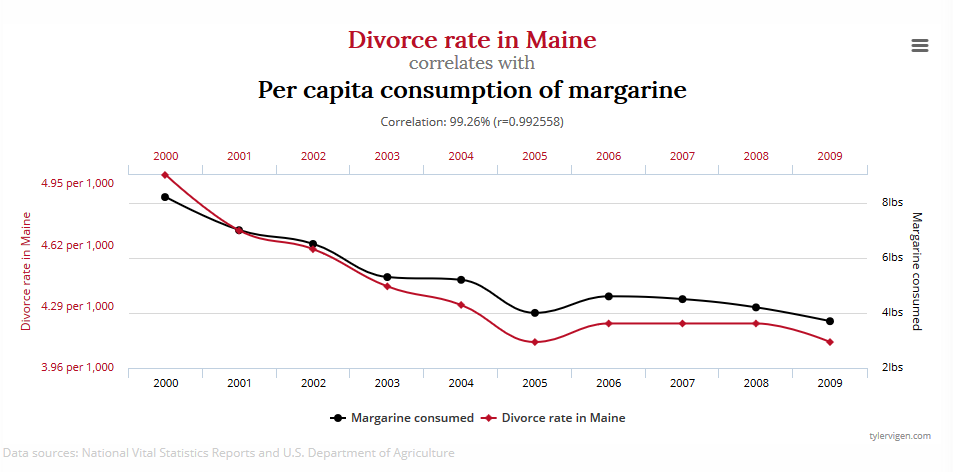 Divorce rate in Maine
correlates with
Per capita consumption of margarine
Correlation: 99.26% (r=0.992558)
2000 2001 2002 2003 2004 2005 2006 2007 2008 2009
4.95 per 1,000
8lbs
4.62 per 1,000
6lbs
4.29 per 1,000
4lbs
3.96 per 1,000
2lbs
Divorce rate in Maine
Margarine consumed
2000 2001 2002 2003 2004 2005 2006 2007 2008 2009
Margarine consumed Divorce rate in Maine
tylervigen.com
Data sources: National Vital Statistics Reports and U.S. Department of Agriculture